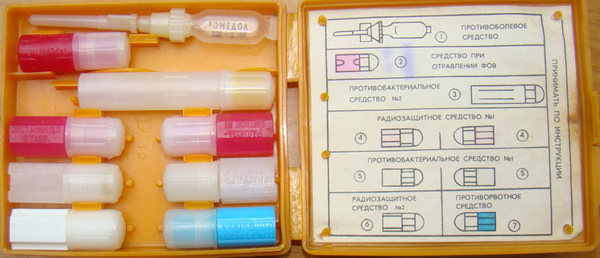 ПРОМЕДОЛ
ПРОТИВОБОЛЕВОЕ
СРЕДСТВО
1
2
СРЕДСТВО ПРИ
ОТРАВЛЕНИИ ФОВ
ПРОТИВОБАКТЕРИАЛЬНОЕ
СРЕДСТВО №2
3
РАДИОЗАЩИТНОЕ СРЕДСТВО №1
4
4
ПРОТИВОБАКТЕРИАЛЬНОЕ СРЕДСТВО №1
5
5
РАДИОЗАЩИТНОЕ
СРЕДСТВО №2
6
ПРОТИВОРВОТНОЕ
СРЕДСТВО
7
ПРИНИМАТЬ ПО ИНСТРУКЦИИ